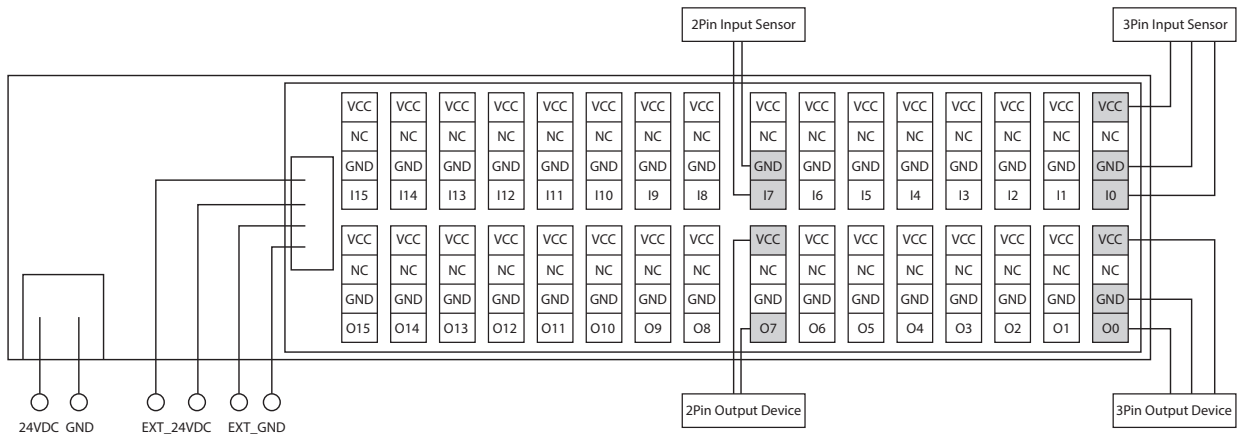 2Pin Input Sensor 3Pin Input Sensor
VCC VCC VCC VCC VCC VCC VCC VCC VCC VCC VCC VCC VCC VCC VCC VCC
NC NC NC NC NC NC NC NC NC NC NC NC NC NC NC NC
GND GND GND GND GND GND GND GND GND GND GND GND GND GND GND GND
I15 I14 I13 I12 I11 I10 I9 I8 I7 I6 I5 I4 I3 I2 I1 I0
VCC VCC VCC VCC VCC VCC VCC VCC VCC VCC VCC VCC VCC VCC VCC VCC
NC NC NC NC NC NC NC NC NC NC NC NC NC NC NC NC
GND GND GND GND GND GND GND GND GND GND GND GND GND GND GND GND
O15 O14 O13 O12 O11 O10 O9 O8 O7 O6 O5 O4 O3 O2 O1 O0
2Pin Output Device 3Pin Output Device
24VDC GND EXT_24VDC EXT_GND